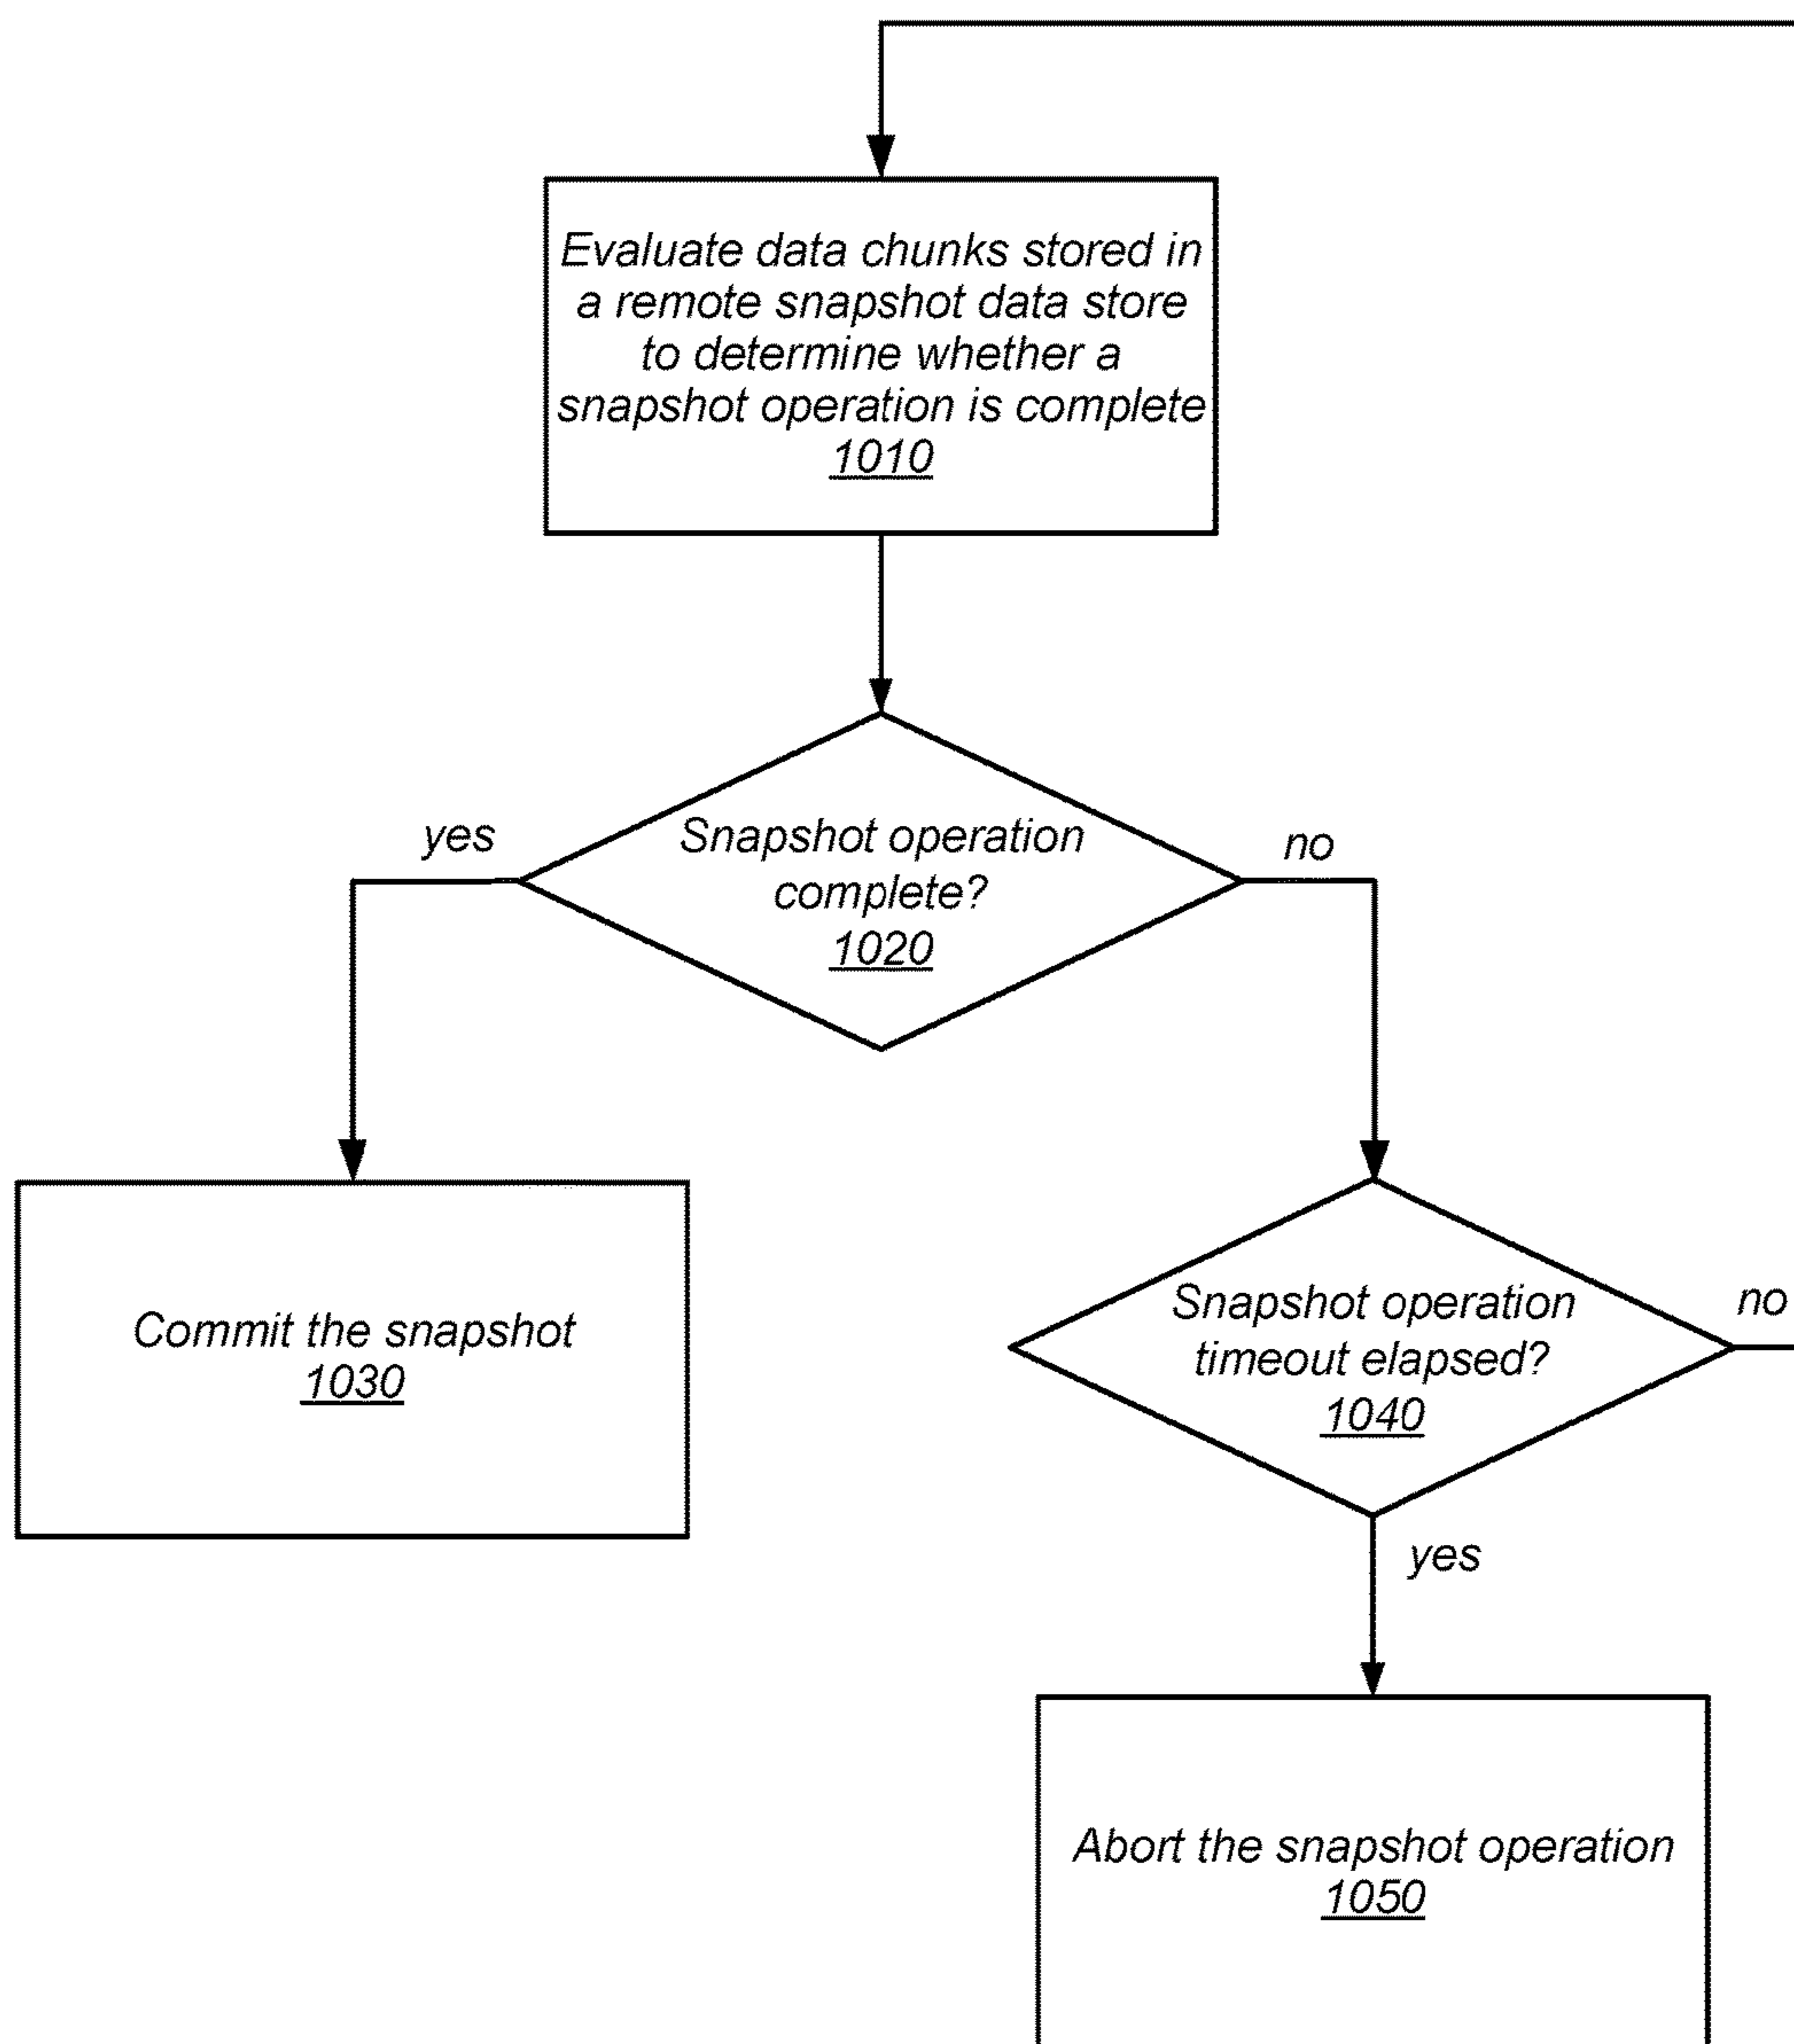 Evaluate data chunks stored in
a remote snapshot data store
to determine whether a
snapshot operation is complete
1010
yes
Snapshot operation
complete?
1020
no
Commit the snapshot
1030
Snapshot operation
timeout elapsed?
1040
no
yes
Abort the snapshot operation
1050